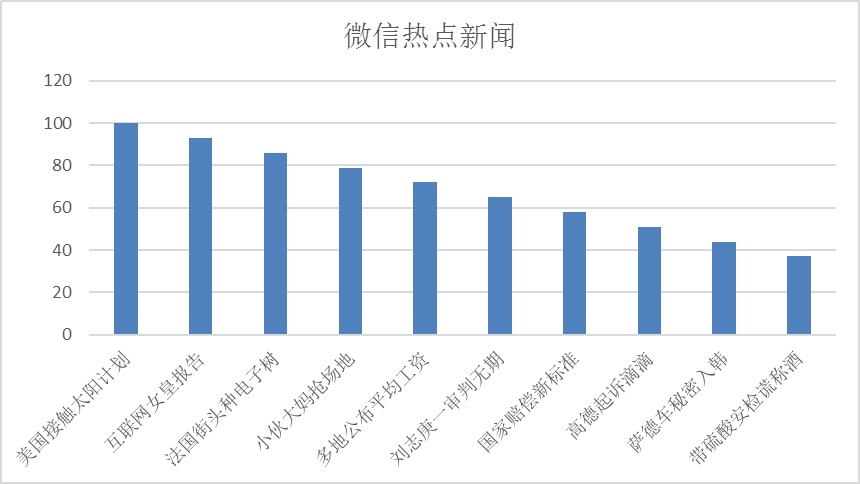 微信热点新闻
120
100
80
60
40
20
0
美国接触太阳计划
互联网女皇报告
法国街头种电子树
小伙大妈抢场地
多地公布平均工资
刘志庚一审判无期
国家赔偿新标准
高德起诉滴滴
萨德车秘密入韩
带硫酸安检谎称酒